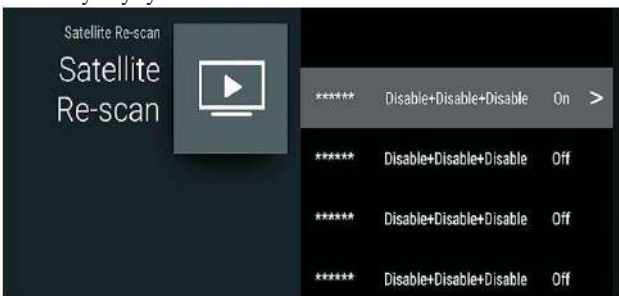 Satellite Re-scan
Satellite
Re-scan
****** Disable+Disable+Disable On >
****** Disable+Disable+Disable Off
****** Disable+Disable+Disable Off
****** Disable+Disable+Disable Off